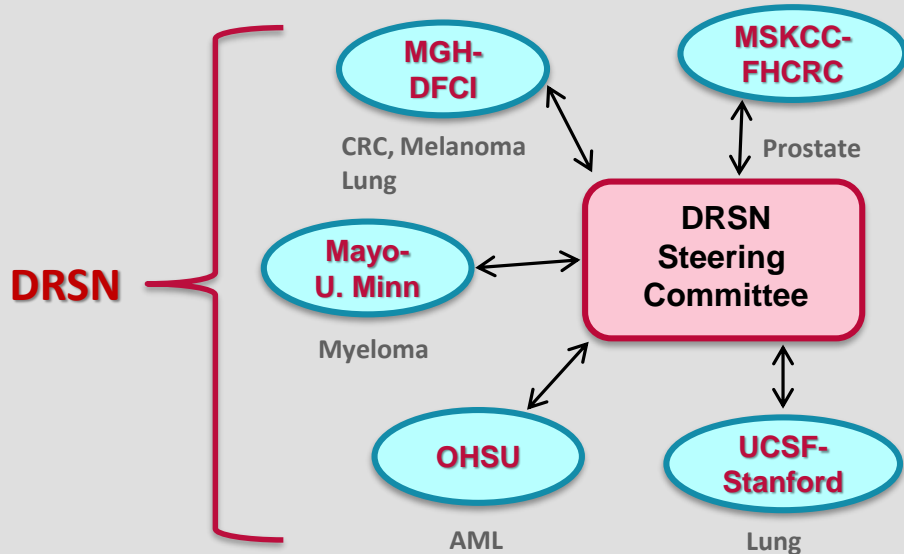 MGH-
DFCI
MSKCC-
FHCRC
CRC, Melanoma
Lung
Prostate
DRSN
Steering
Committee
Mayo-
U. Minn
DRSN
Myeloma
OHSU
UCSF-
Stanford
AML
Lung